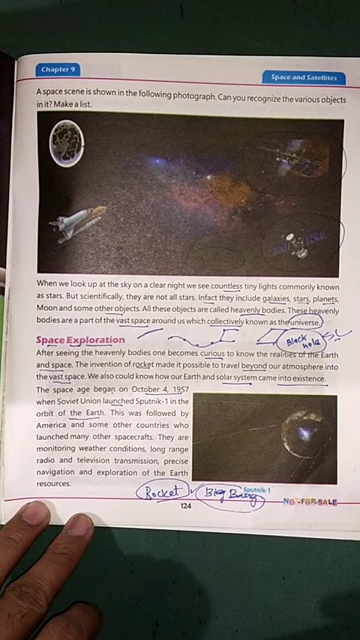 Chapter 9
Space and Satellites
A space scene is shown in the following photograph. Can you recognize the various objects
in it? Make a list.
When we look up at the sky on a clear night we see countless tiny lights commonly known
as stars. But scientifically, they are not all stars. Infact they include galaxies, stars, planets,
Moon and some other objects. All these objects are called heavenly bodies. These heavenly
bodies are a part of the vast space around us which collectively known as the universe.
Black
hole
Space Exploration
After seeing the heavenly bodies one becomes curious to know the realities of the Earth
and space. The invention of rocket made it possible to travel beyond our atmosphere into
the vast space. We also could know how our Earth and solar system came into existence.
The space age began on October 4, 1957
when Soviet Union launched Sputnik-1 in the
orbit of the Earth. This was followed by
America and some other countries who
launched many other spacecrafts. They are
monitoring weather conditions, long range
radio and television transmission, precise
navigation and exploration of the Earth
resources.
Sputnik-1
Rocket
124
NOT FOR SALE